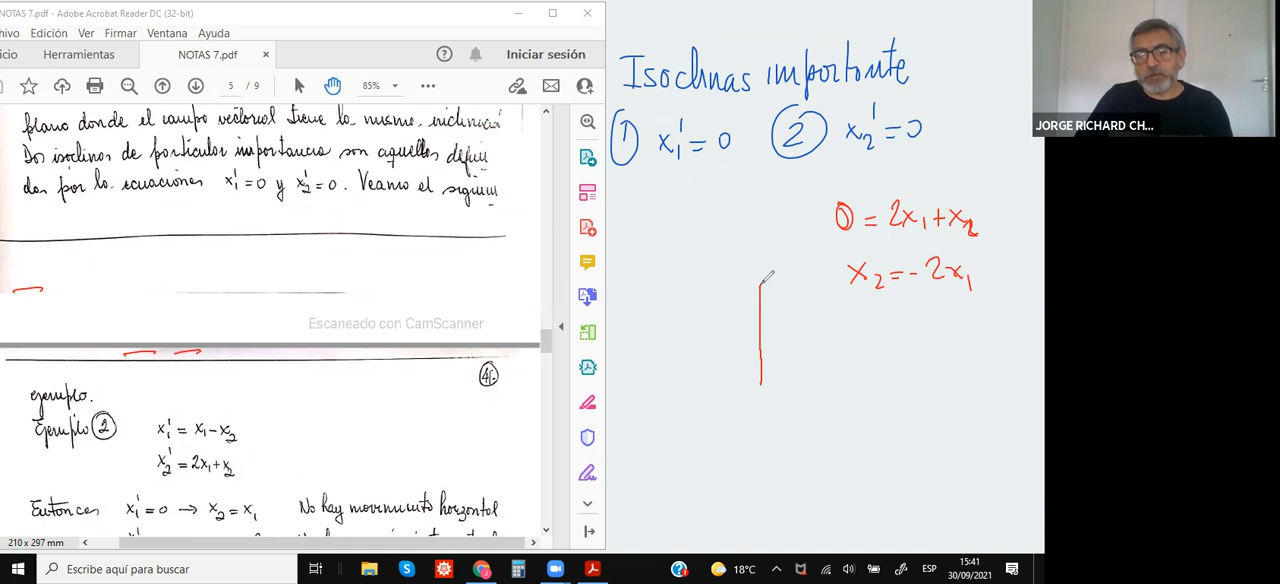 NOTAS 7.pdf - Adobe Acrobat Reader DC (32-bit)
hivo Edición Ver Firmar Ventana Ayuda
icio Herramientas NOTAS 7.pdf × Iniciar sesión
5 / 9 85%
plano donde el campo vectorial tiene la misma inclinació
Dos isoclinas de particular importancia son aquellas defini
das por la ecuaciones x₁' = 0 y x₂' = 0. Veamos el siguien
Escaneado con CamScanner
4
ejemplo.
Ejemplo 2 x₁' = x₁ - x₂
x₂' = 2x₁ + x₂
Entonces x₁' = 0 → x₂ = x₁ No hay movimiento horizontal
210 x 297 mm
Isoclinas importante
1 x₁' = 0 2 x₂' = 0
0 = 2x₁ + x₂
x₂ = -2x₁
JORGE RICHARD CH...
Escribe aquí para buscar
18°C ESP 15:41
30/09/2021